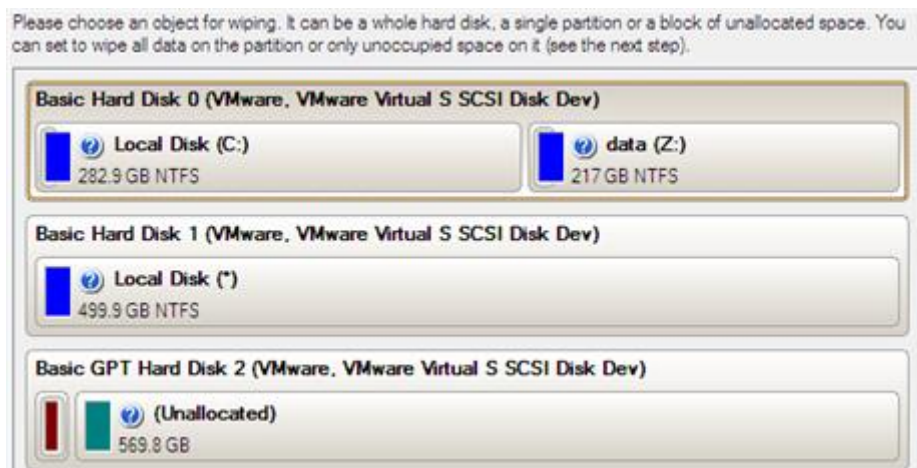 Please choose an object for wiping. It can be a whole hard disk, a single partition or a block of unallocated space. You
can set to wipe all data on the partition or only unoccupied space on it (see the next step).
Basic Hard Disk 0 (VMware, VMware Virtual S SCSI Disk Dev)
Local Disk (C:)
282.9 GB NTFS
data (Z:)
217 GB NTFS
Basic Hard Disk 1 (VMware, VMware Virtual S SCSI Disk Dev)
Local Disk (*)
499.9 GB NTFS
Basic GPT Hard Disk 2 (VMware, VMware Virtual S SCSI Disk Dev)
(Unallocated)
569.8 GB